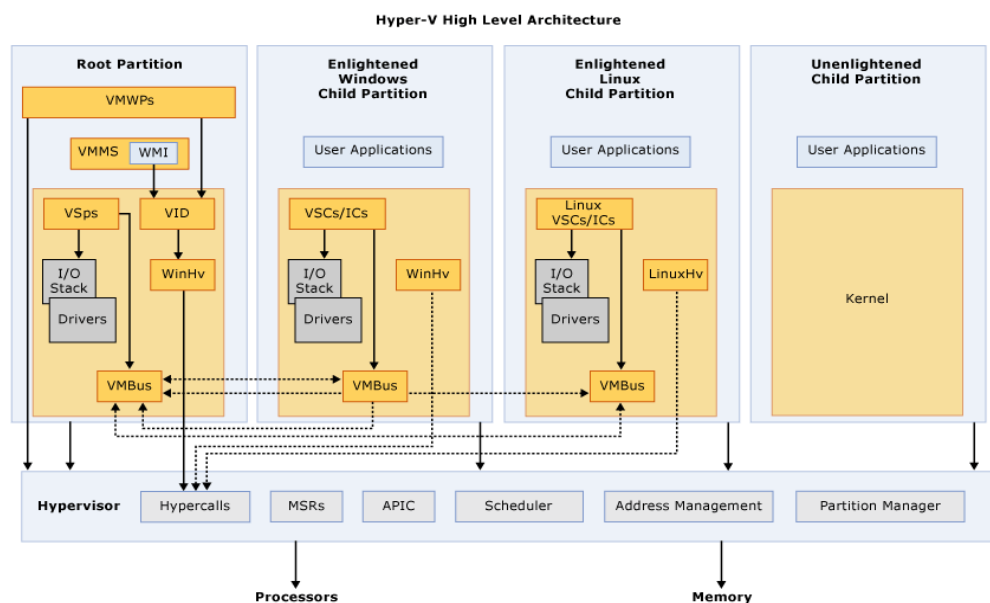 Hyper-V High Level Architecture
Root Partition
VMWPs
VMMS
WMI
VSps
VID
I/O
Stack
Drivers
WinHv
VMBus
Enlightened
Windows
Child Partition
User Applications
VSCs/ICs
I/O
Stack
Drivers
WinHv
VMBus
Enlightened
Linux
Child Partition
User Applications
Linux
VSCs/ICs
I/O
Stack
Drivers
LinuxHv
VMBus
Unenlightened
Child Partition
User Applications
Kernel
Hypervisor
Hypercalls
MSRs
APIC
Scheduler
Address Management
Partition Manager
Processors
Memory